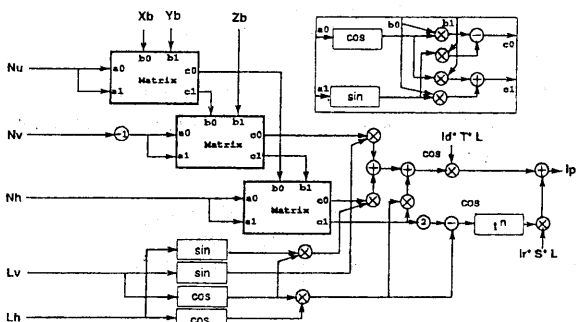 Xb Yb Zb
b0 b1
a0 cos c0
a1 sin c1
Nu a0 c0
a1 Matrix c1
b0 b1
Nv -1 a0 c0
a1 Matrix c1
b0 b1
Nh a0 c0
a1 Matrix c1
cos Id* T* L
Ip
2 cos t^n
Ir* S* L
sin
Lv sin
cos
Lh cos